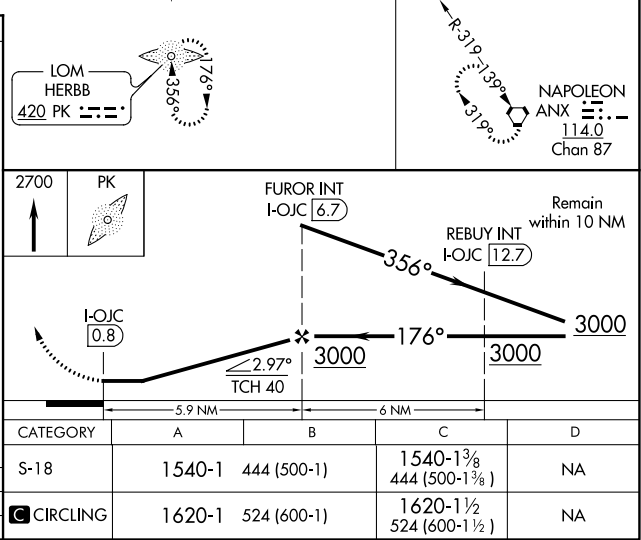 LOM
HERBB
420 PK
356°
176°
R-319
139°
319°
NAPOLEON
ANX
114.0
Chan 87
2700
PK
FUROR INT
I-OJC 6.7
REBUY INT
I-OJC 12.7
Remain
within 10 NM
356°
I-OJC
0.8
176°
3000
3000
3000
2.97°
TCH 40
5.9 NM
6 NM
CATEGORY A B C D
S-18 1540-1 444 (500-1) 1540-1⅜ NA
444 (500-1⅜)
C CIRCLING 1620-1 524 (600-1) 1620-1½ NA
524 (600-1½)